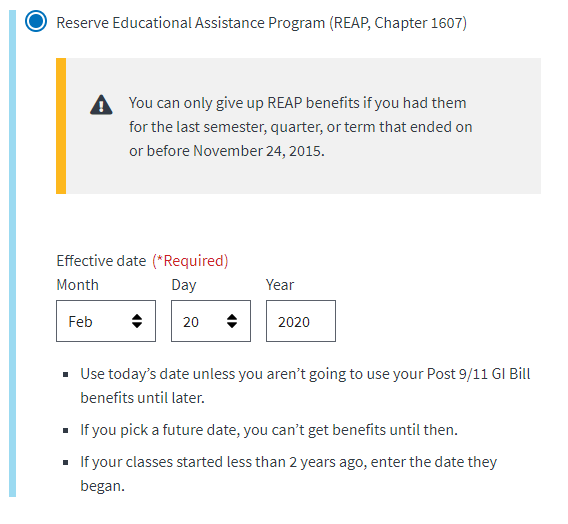 Reserve Educational Assistance Program (REAP, Chapter 1607)
You can only give up REAP benefits if you had them
for the last semester, quarter, or term that ended on
or before November 24, 2015.
Effective date (*Required)
Month Day Year
Feb 20 2020
Use today’s date unless you aren’t going to use your Post 9/11 GI Bill
benefits until later.
If you pick a future date, you can’t get benefits until then.
If your classes started less than 2 years ago, enter the date they
began.